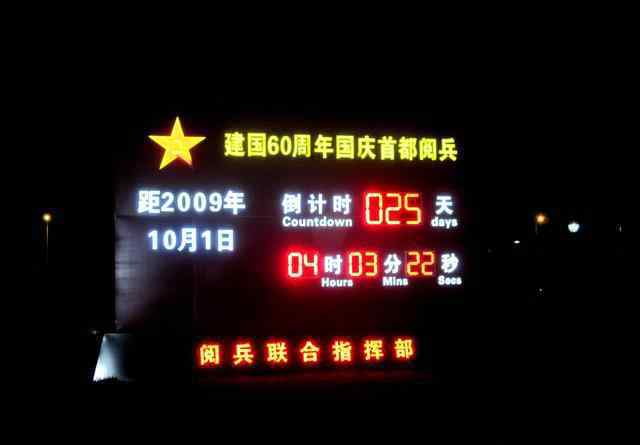 建国60周年国庆首都阅兵
距2009年 倒计时 025 天
Countdown days
10月1日
04 时 03 分 22 秒
Hours Mins Secs
阅兵联合指挥部